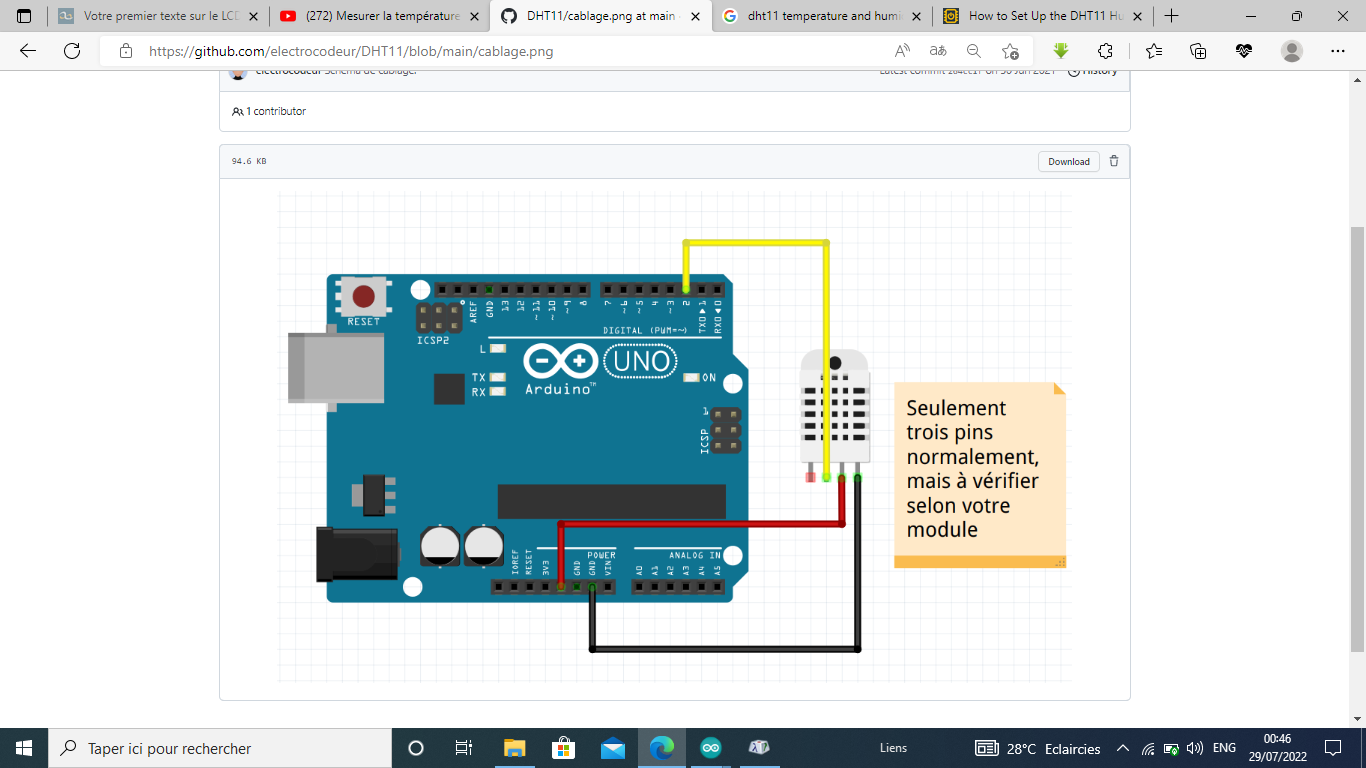 Votre premier texte sur le LCD
(272) Mesurer la température
DHT11/cablage.png at main ·
dht11 temperature and humi
How to Set Up the DHT11 Hu
https://github.com/electrocodeur/DHT11/blob/main/cablage.png
electrocodeur Schéma de câblage.
Latest commit
on 30 Jun 2021
History
1 contributor
94.6 KB
Download
RESET
ICSP2
AREF
GND
13
12
~11
~10
~9
8
7
~6
~5
4
~3
2
TX0▶1
RX0◀0
DIGITAL (PWM=~)
L
TX
RX
Arduino™
UNO
ON
1
ICSP
IOREF
RESET
3V3
GND
GND
VIN
POWER
ANALOG IN
A0
A1
A2
A3
A4
A5
Seulement
trois pins
normalement,
mais à vérifier
selon votre
module
Taper ici pour rechercher
Liens
28°C Eclaircies
ENG
00:46
29/07/2022